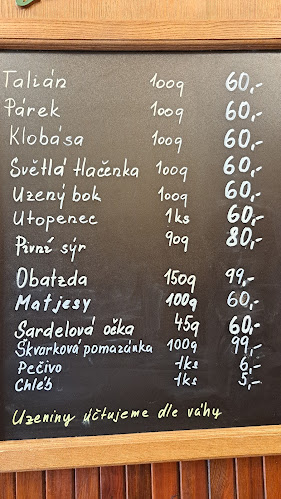 Talián 100g 60,-
Párek 100g 60,-
Klobása 100g 60,-
Světlá tlačenka 100g 60,-
Uzený bok 100g 60,-
Utopenec 1ks 60,-
Pivní sýr 90g 80,-
Obatzda 150g 99,-
Matjesy 100g 60,-
Sardelová očka 45g 60,-
Škvarková pomazánka 100g 99,-
Pečivo 1ks 6,-
Chléb 1ks 5,-
Uzeniny účtujeme dle váhy